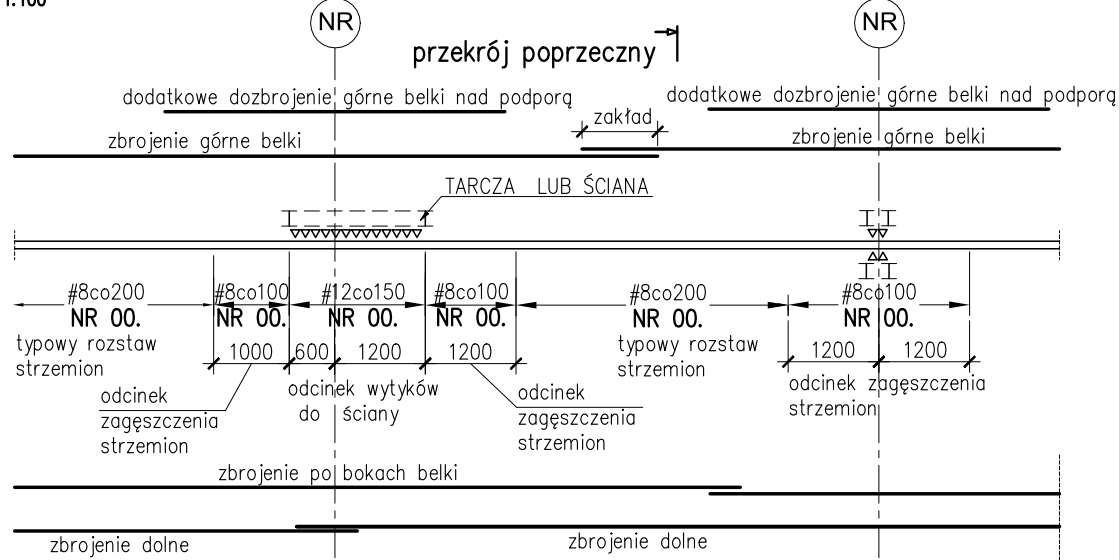 1:100
NR
NR
przekrój poprzeczny
dodatkowe dozbrojenie górne belki nad podporą
dodatkowe dozbrojenie górne belki nad podporą
zakład
zbrojenie górne belki
zbrojenie górne belki
TARCZA LUB ŚCIANA
#8co200
#8co100
#12co150
#8co100
#8co200
#8co100
NR 00.
NR 00.
NR 00.
NR 00.
NR 00.
NR 00.
typowy rozstaw
strzemion
typowy rozstaw
strzemion
1000
600
1200
1200
1200
1200
odcinek
zagęszczenia
strzemion
odcinek wytyków
do ściany
odcinek
zagęszczenia
strzemion
odcinek zagęszczenia
strzemion
zbrojenie po bokach belki
zbrojenie dolne
zbrojenie dolne